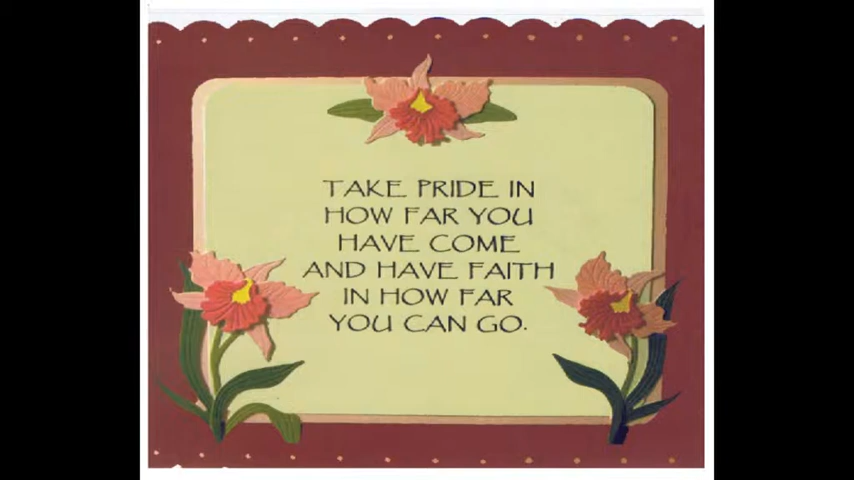 TAKE PRIDE IN
HOW FAR YOU
HAVE COME
AND HAVE FAITH
IN HOW FAR
YOU CAN GO.